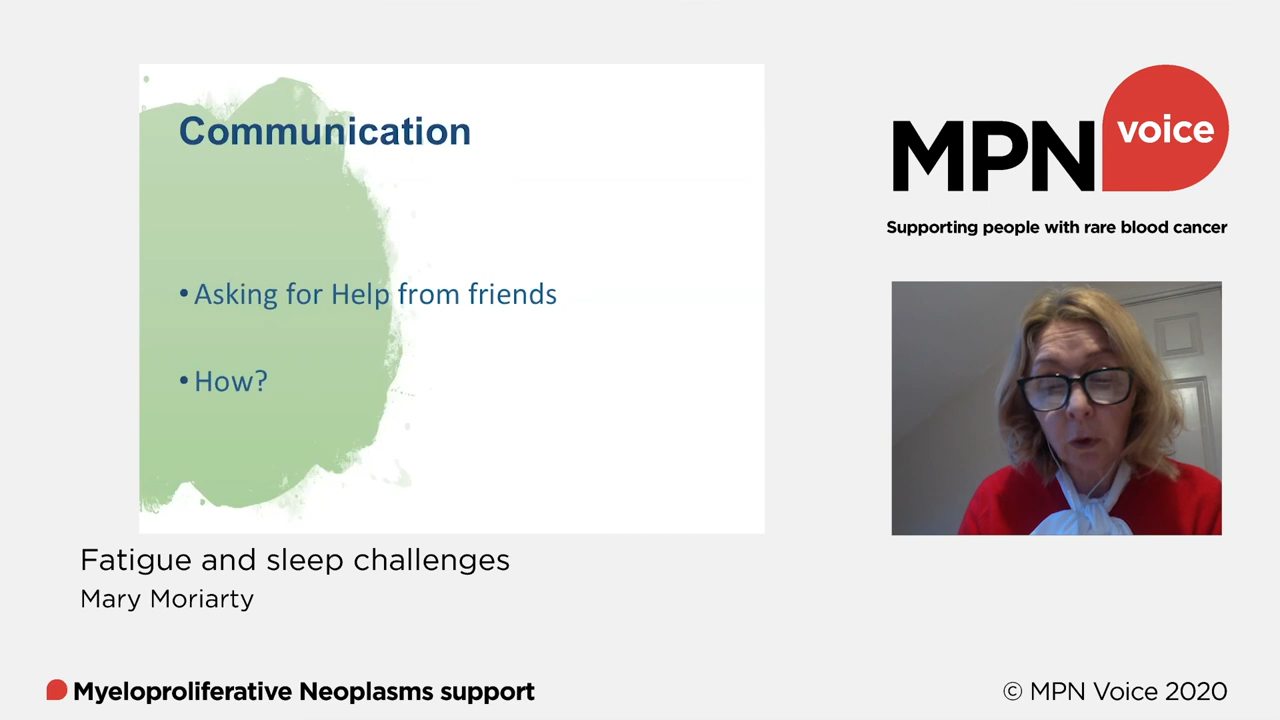 Communication
• Asking for Help from friends
• How?
MPN voice
Supporting people with rare blood cancer
Fatigue and sleep challenges
Mary Moriarty
Myeloproliferative Neoplasms support
© MPN Voice 2020